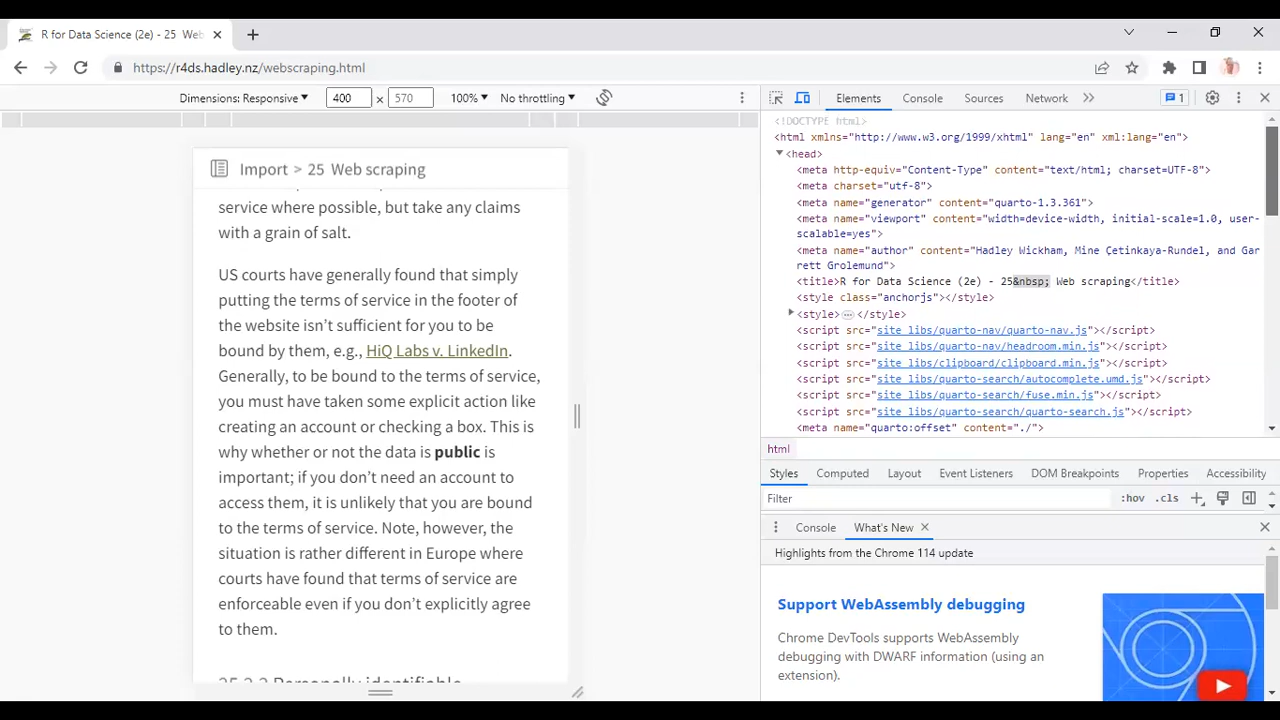 R for Data Science (2e) - 25 Web
https://r4ds.hadley.nz/webscraping.html
Dimensions: Responsive 400 x 570 100% No throttling
Elements Console Sources Network 1
Import > 25 Web scraping
service where possible, but take any claims
with a grain of salt.
US courts have generally found that simply
putting the terms of service in the footer of
the website isn't sufficient for you to be
bound by them, e.g., HiQ Labs v. LinkedIn.
Generally, to be bound to the terms of service,
you must have taken some explicit action like
creating an account or checking a box. This is
why whether or not the data is public is
important; if you don't need an account to
access them, it is unlikely that you are bound
to the terms of service. Note, however, the
situation is rather different in Europe where
courts have found that terms of service are
enforceable even if you don't explicitly agree
to them.
25.2.2 Personally identifiable
<!DOCTYPE html>
<html xmlns="http://www.w3.org/1999/xhtml" lang="en" xml:lang="en">
<head>
<meta http-equiv="Content-Type" content="text/html; charset=UTF-8">
<meta charset="utf-8">
<meta name="generator" content="quarto-1.3.361">
<meta name="viewport" content="width=device-width, initial-scale=1.0, user-
scalable=yes">
<meta name="author" content="Hadley Wickham, Mine Çetinkaya-Rundel, and Gar
rett Grolemund">
<title>R for Data Science (2e) - 25&nbsp; Web scraping</title>
<style class="anchorjs"></style>
<style>…</style>
<script src="site_libs/quarto-nav/quarto-nav.js"></script>
<script src="site_libs/quarto-nav/headroom.min.js"></script>
<script src="site_libs/clipboard/clipboard.min.js"></script>
<script src="site_libs/quarto-search/autocomplete.umd.js"></script>
<script src="site_libs/quarto-search/fuse.min.js"></script>
<script src="site_libs/quarto-search/quarto-search.js"></script>
<meta name="quarto:offset" content="./">
html
Styles Computed Layout Event Listeners DOM Breakpoints Properties Accessibility
Filter :hov .cls
Console What's New
Highlights from the Chrome 114 update
Support WebAssembly debugging
Chrome DevTools supports WebAssembly
debugging with DWARF information (using an
extension).